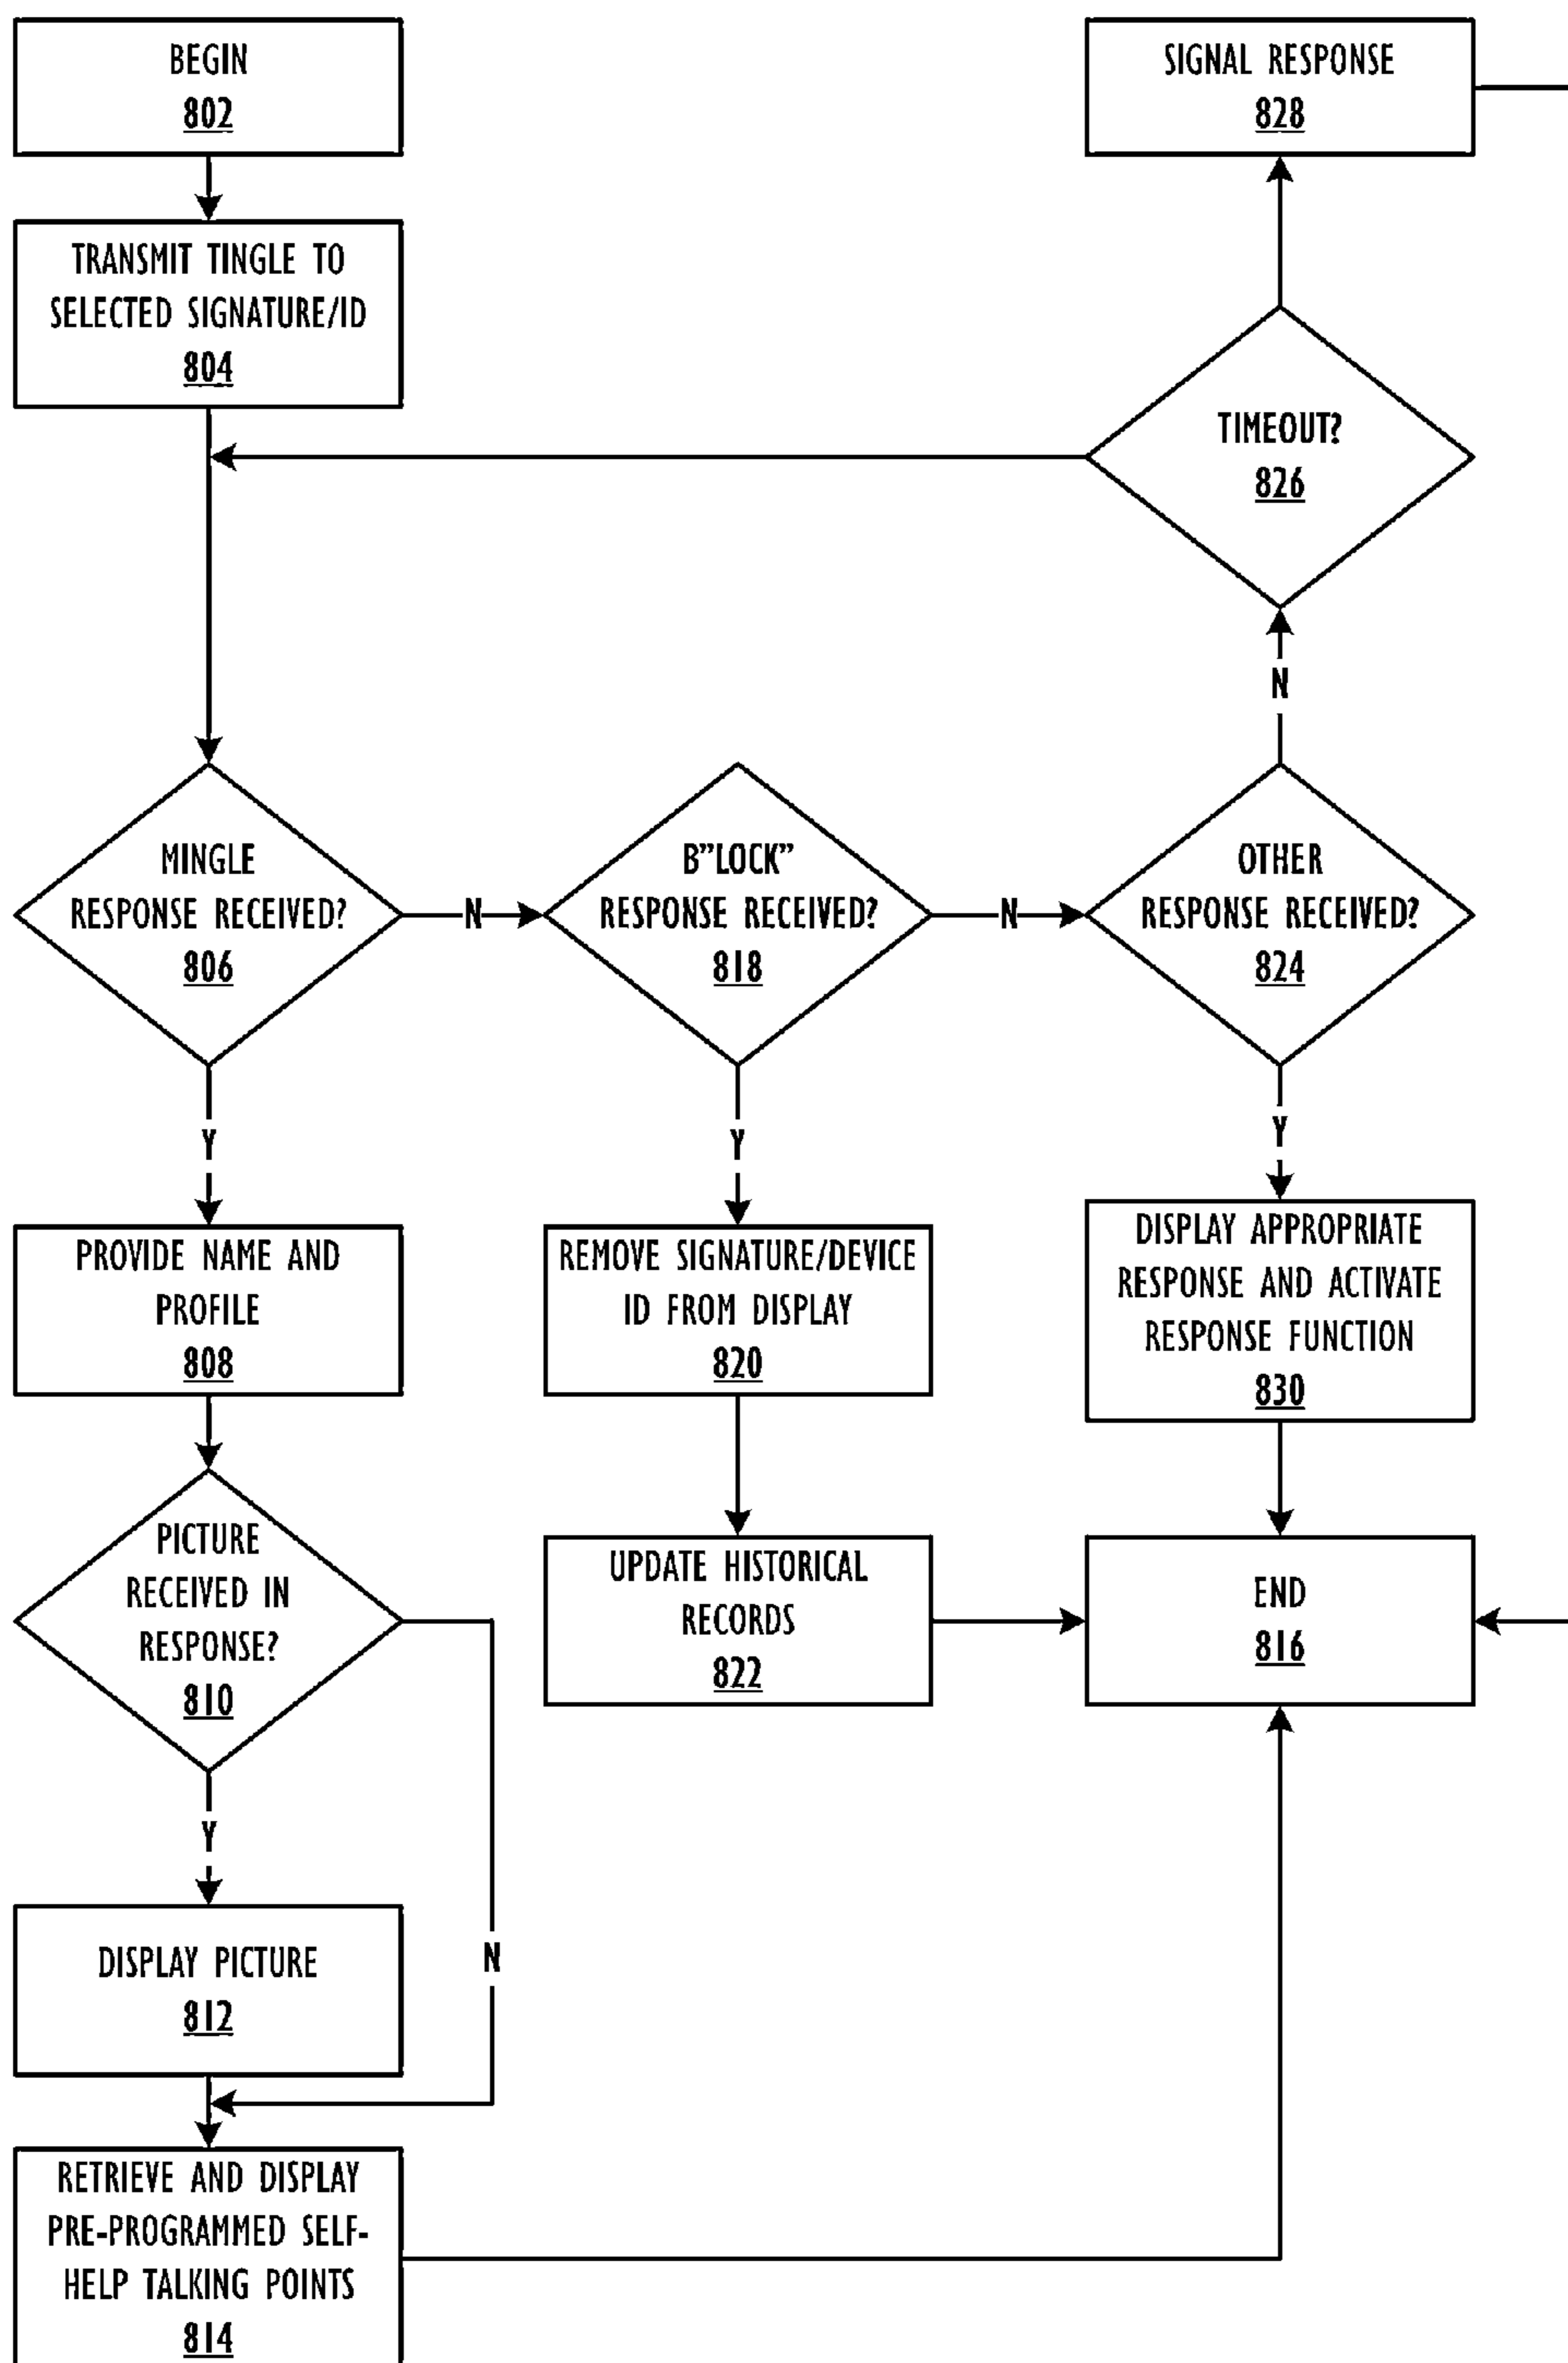 BEGIN
802
TRANSMIT TINGLE TO
SELECTED SIGNATURE/ID
804
SIGNAL RESPONSE
828
TIMEOUT?
826
N
MINGLE
RESPONSE RECEIVED?
806
N
B”LOCK”
RESPONSE RECEIVED?
818
N
OTHER
RESPONSE RECEIVED?
824
Y
Y
Y
PROVIDE NAME AND
PROFILE
808
REMOVE SIGNATURE/DEVICE
ID FROM DISPLAY
820
DISPLAY APPROPRIATE
RESPONSE AND ACTIVATE
RESPONSE FUNCTION
830
PICTURE
RECEIVED IN
RESPONSE?
810
UPDATE HISTORICAL
RECORDS
822
END
816
Y
N
DISPLAY PICTURE
812
RETRIEVE AND DISPLAY
PRE-PROGRAMMED SELF-
HELP TALKING POINTS
814